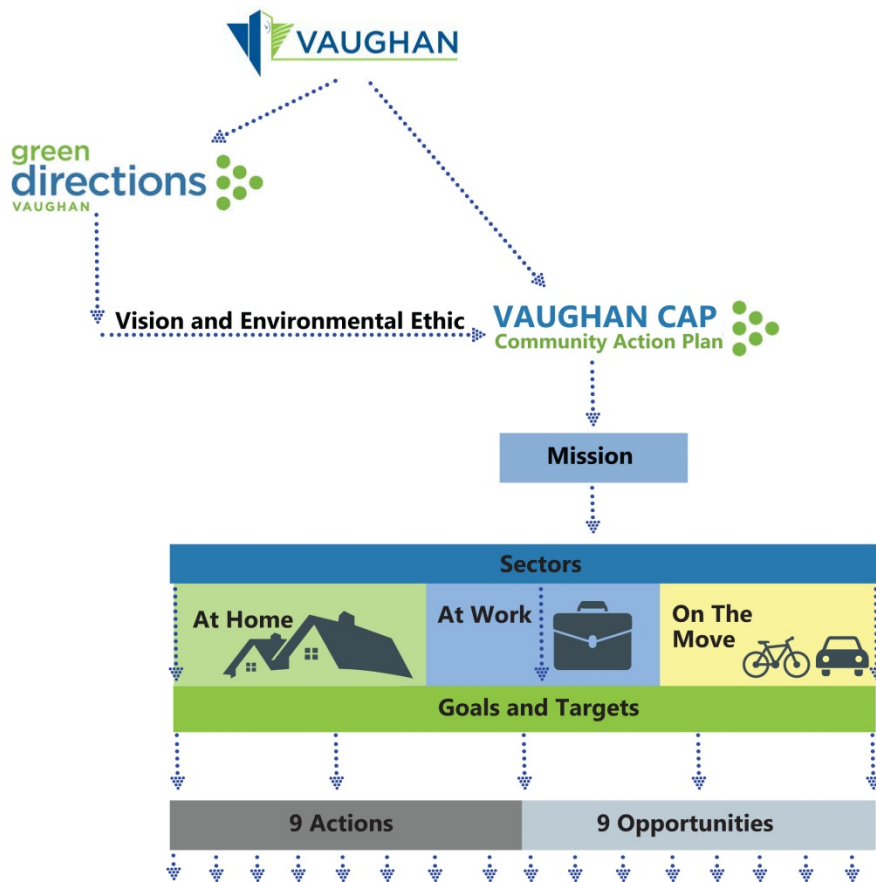 VAUGHAN
green
directions
VAUGHAN
Vision and Environmental Ethic
VAUGHAN CAP
Community Action Plan
Mission
Sectors
At Home
At Work
On The
Move
Goals and Targets
9 Actions
9 Opportunities